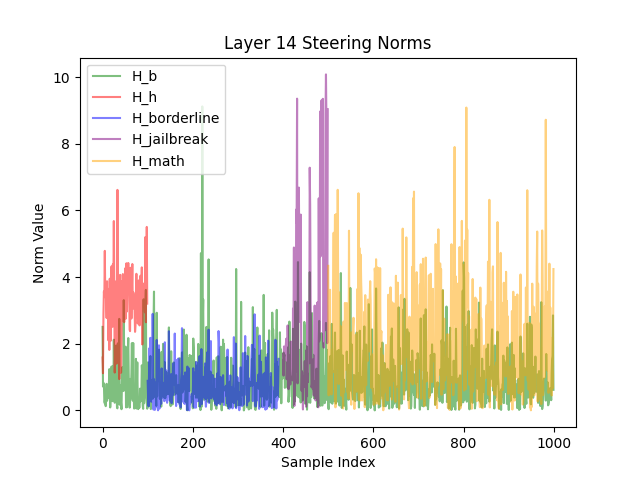 Layer 14 Steering Norms
10
8
6
4
2
0
Norm Value
H_b
H_h
H_borderline
H_jailbreak
H_math
0 200 400 600 800 1000
Sample Index